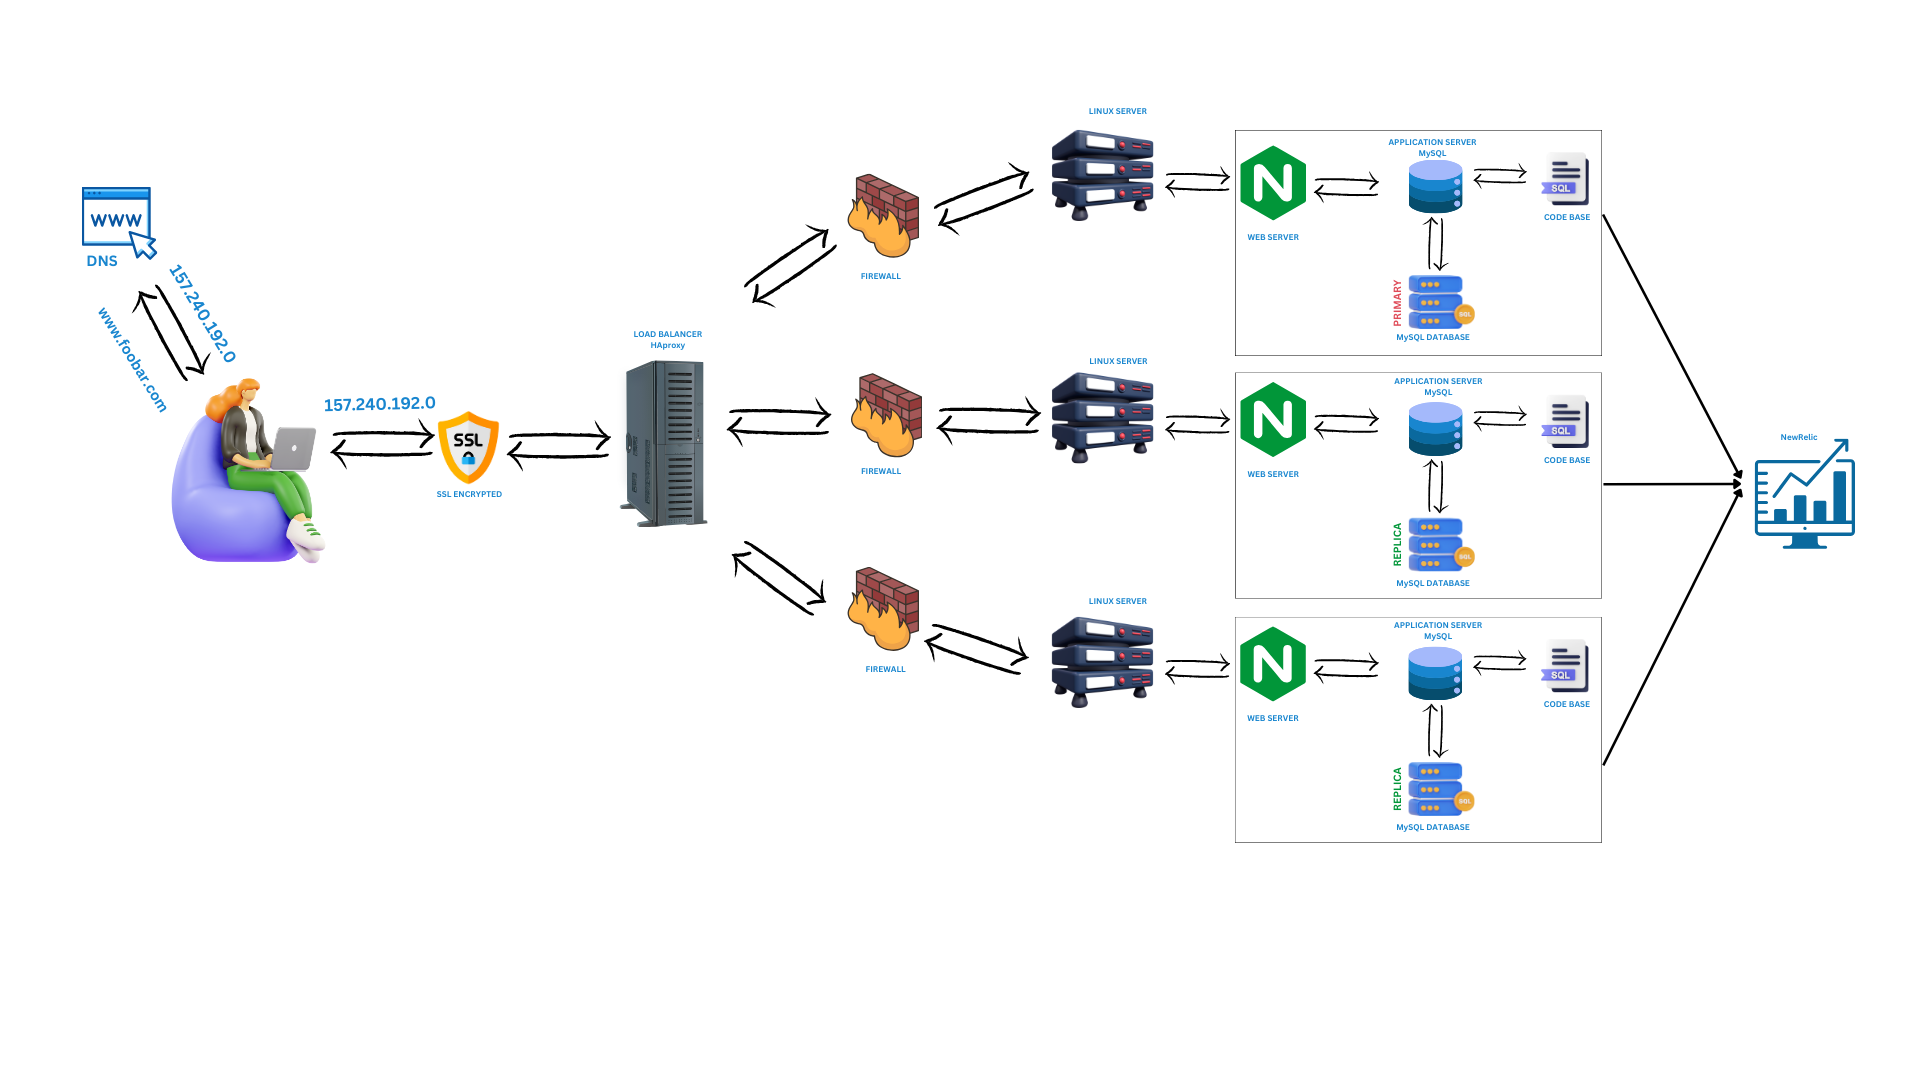 WWW
DNS
157.240.192.0
www.foobar.com
157.240.192.0
SSL
SSL ENCRYPTED
LOAD BALANCER
HAproxy
FIREWALL
LINUX SERVER
N
WEB SERVER
APPLICATION SERVER
MySQL
SQL
CODE BASE
PRIMARY
SQL
MySQL DATABASE
FIREWALL
LINUX SERVER
N
WEB SERVER
APPLICATION SERVER
MySQL
SQL
CODE BASE
REPLICA
SQL
MySQL DATABASE
FIREWALL
LINUX SERVER
N
WEB SERVER
APPLICATION SERVER
MySQL
SQL
CODE BASE
REPLICA
SQL
MySQL DATABASE
NewRelic